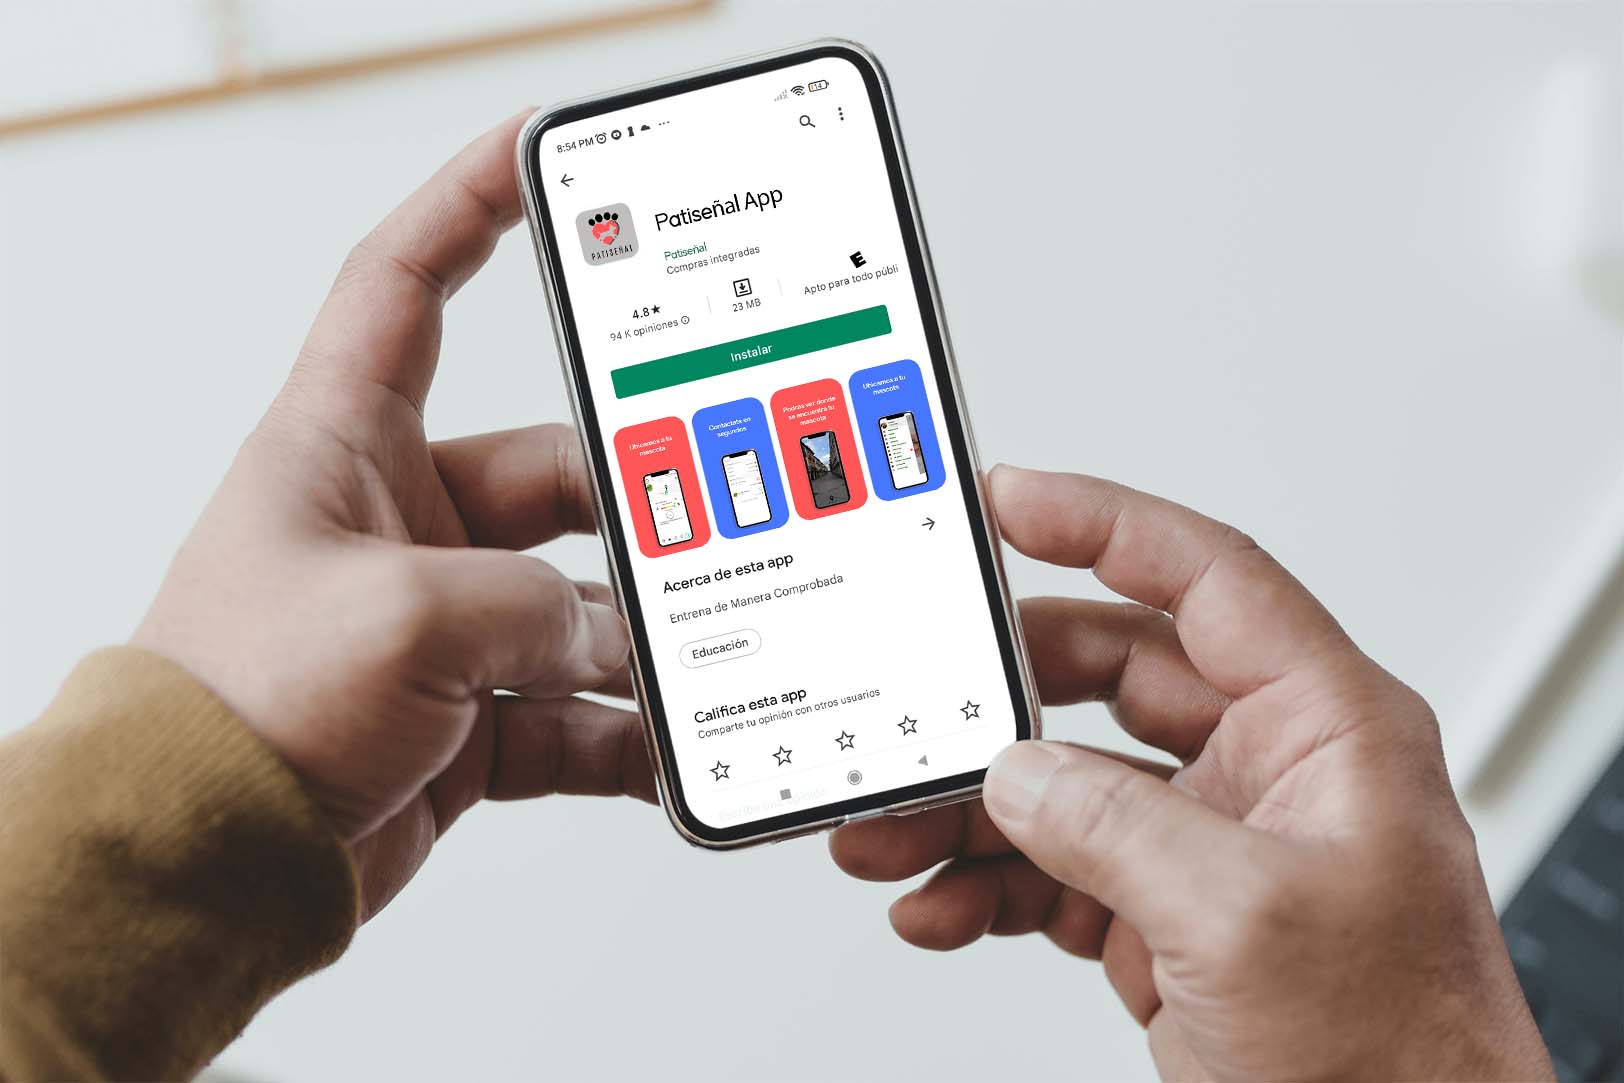 8:54 PM
14
Patiseñal App
PATISEÑAL
Patiseñal
Compras integradas
4.8★
94 K opiniones
23 MB
E
Apto para todo públi
Instalar
Ubicamos a tu
mascota
Contactate en
segundos
Podras ver donde
se encuentra tu
mascota
Ubicamos a tu
mascota
Acerca de esta app
Entrena de Manera Comprobada
Educación
Califica esta app
Comparte tu opinión con otros usuarios
Escribe una opinión